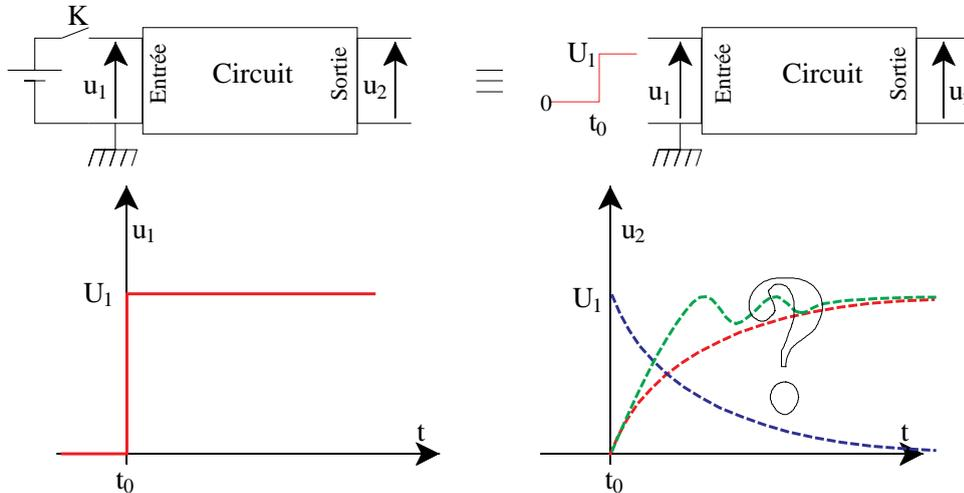 K
u1
Entrée
Circuit
Sortie
u2
U1
0
t0
u1
Entrée
Circuit
Sortie
u
u1
U1
t
t0
u2
U1
?
t
t0